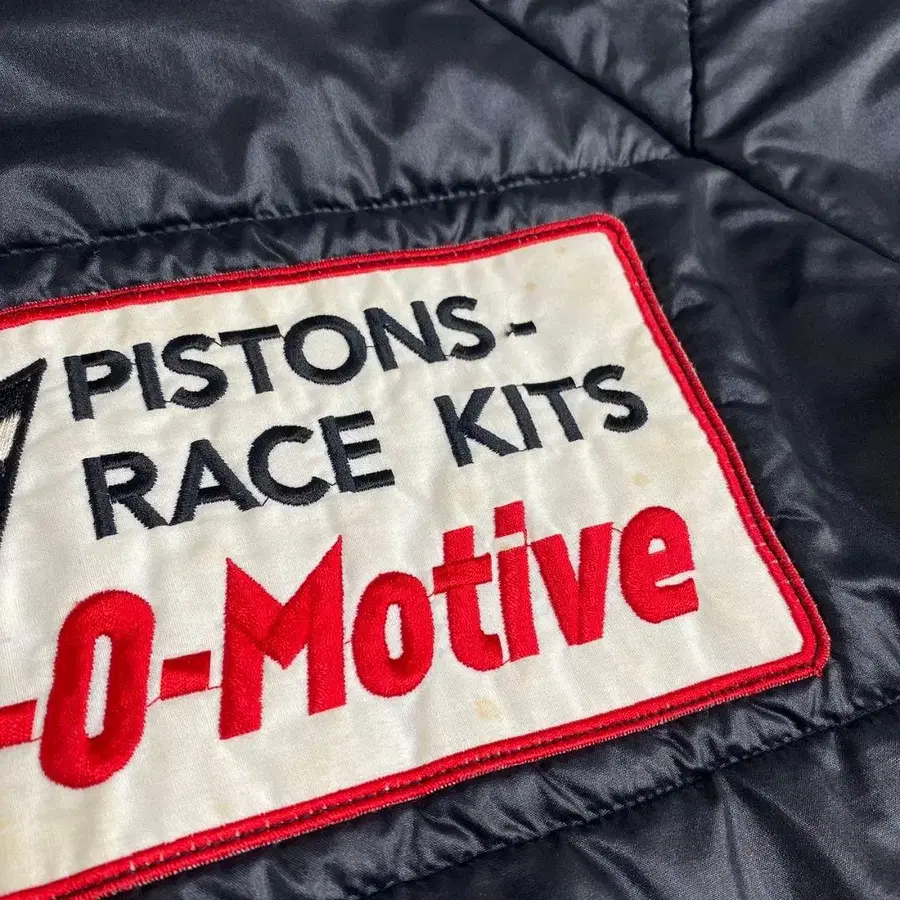 PISTONS-
RACE KITS
-O-Motive